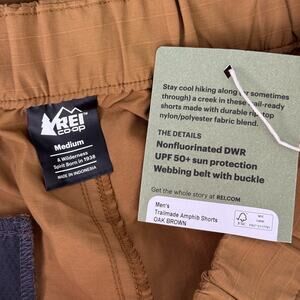 REI
CO·OP
Medium
A Wilderness
Spirit Born in 1938
MADE IN INDONESIA
Stay cool hiking along (or sometimes
through) a creek in these trail-ready
shorts made with durable ripstop
nylon/polyester fabric blend.
THE DETAILS
Nonfluorinated DWR
UPF 50+ sun protection
Webbing belt with buckle
Get the whole story at REI.COM
Men's
Trailmade Amphib Shorts
OAK BROWN
FSC
MIX